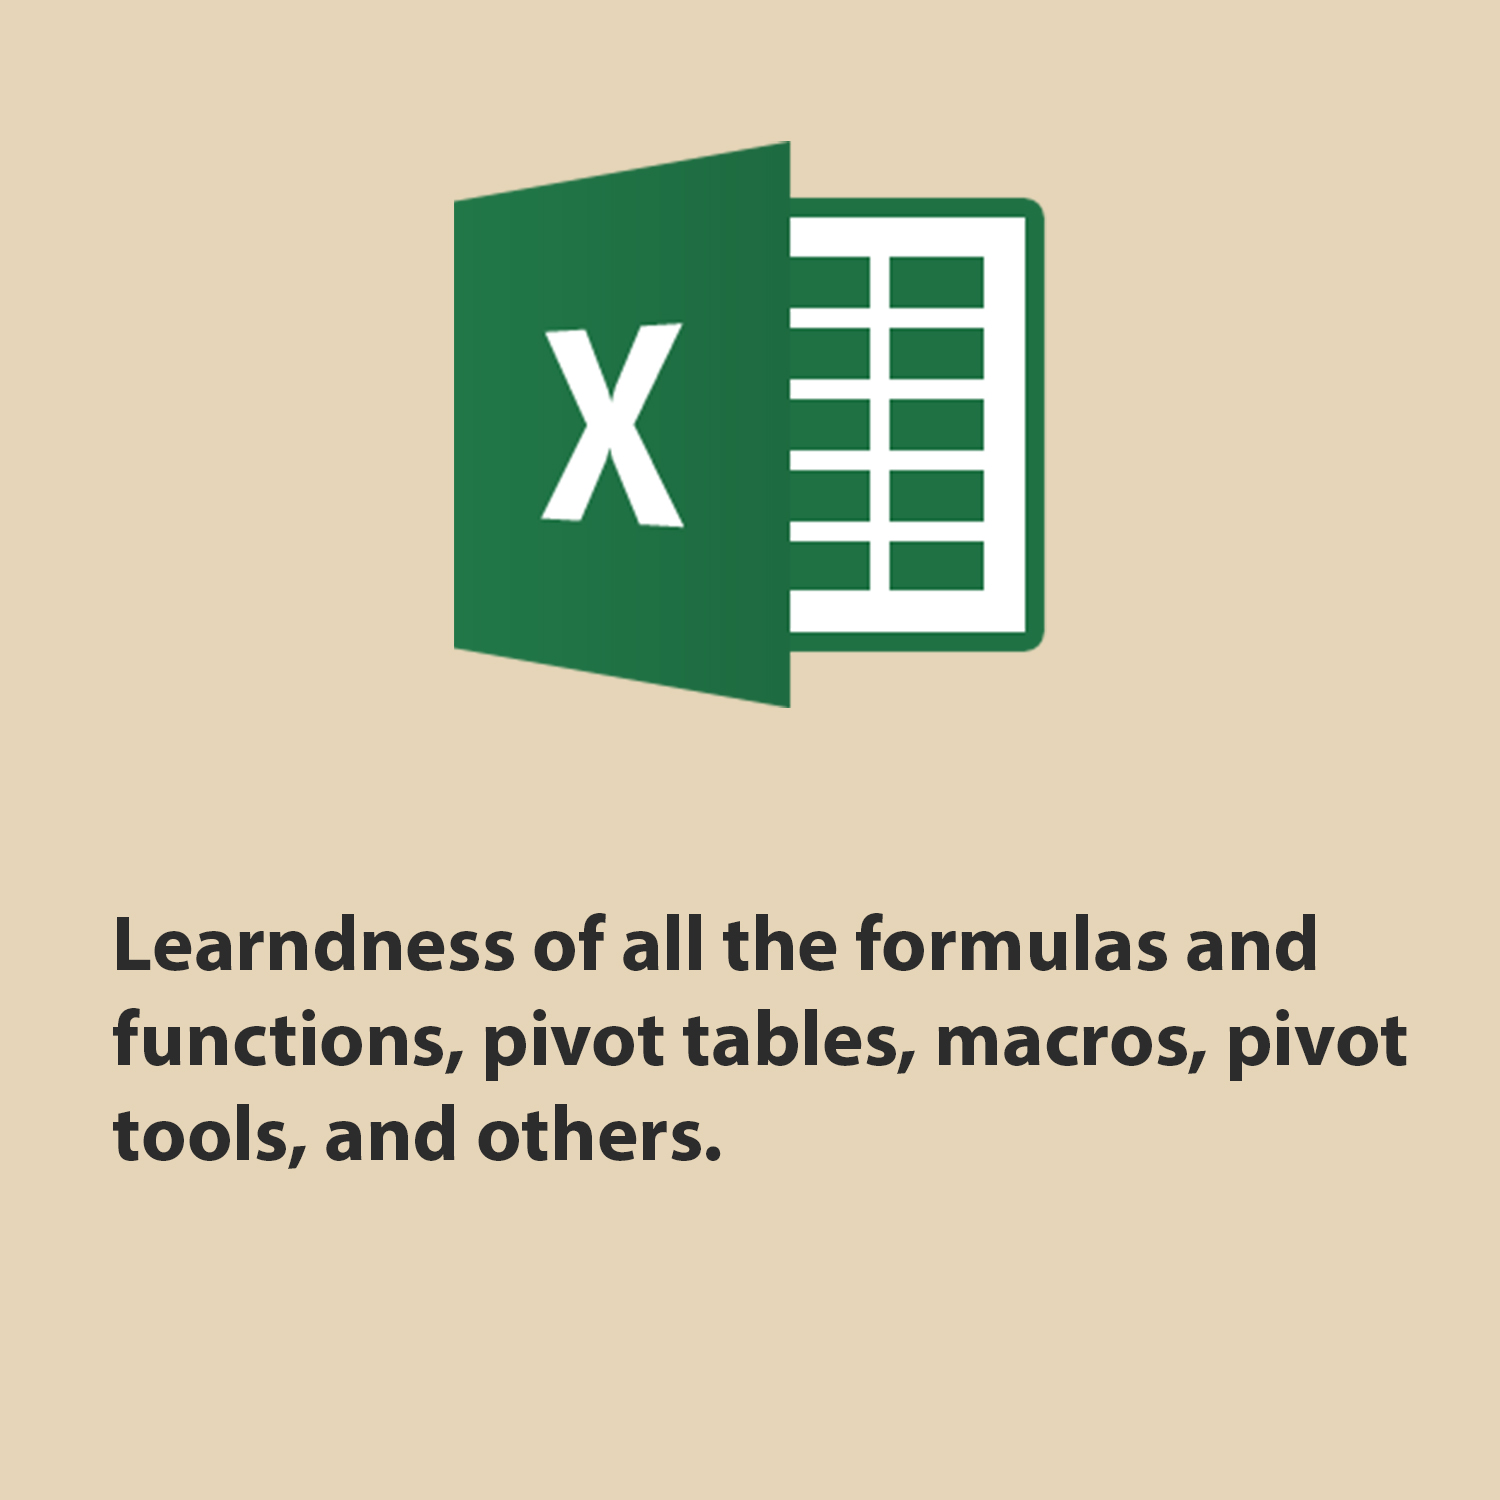 X
Learndness of all the formulas and
functions, pivot tables, macros, pivot
tools, and others.